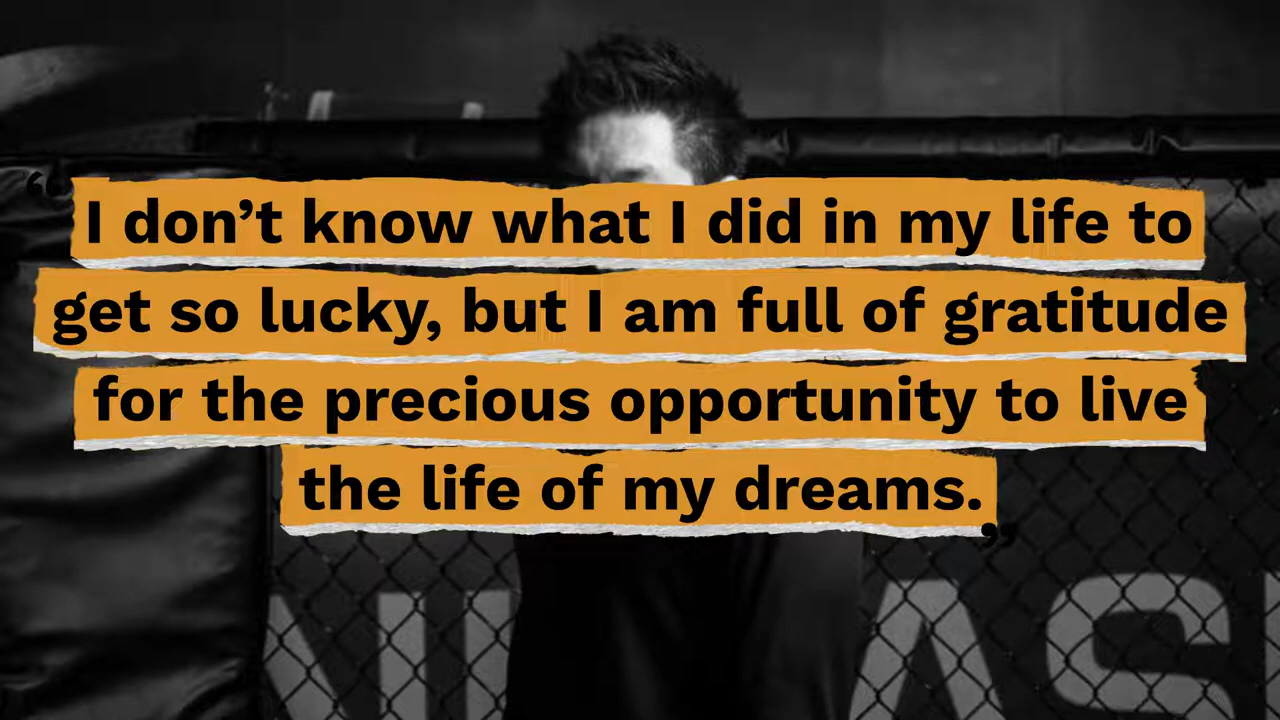 “I don’t know what I did in my life to
get so lucky, but I am full of gratitude
for the precious opportunity to live
the life of my dreams.”